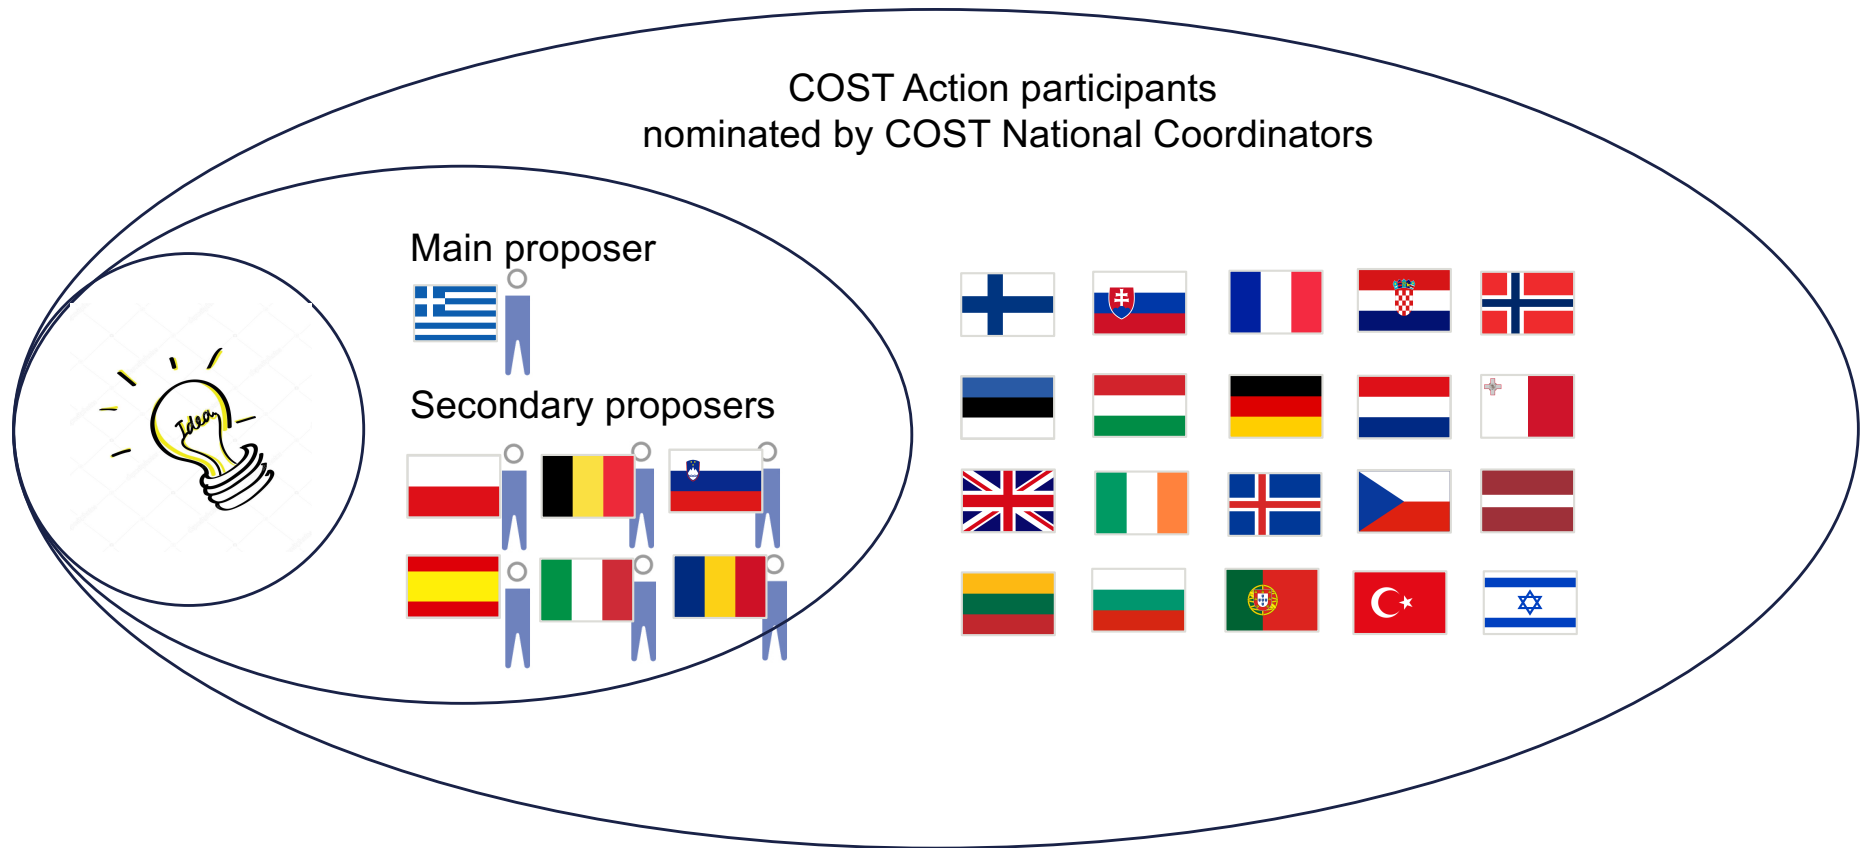 COST Action participants
nominated by COST National Coordinators
Main proposer
Secondary proposers
Idea